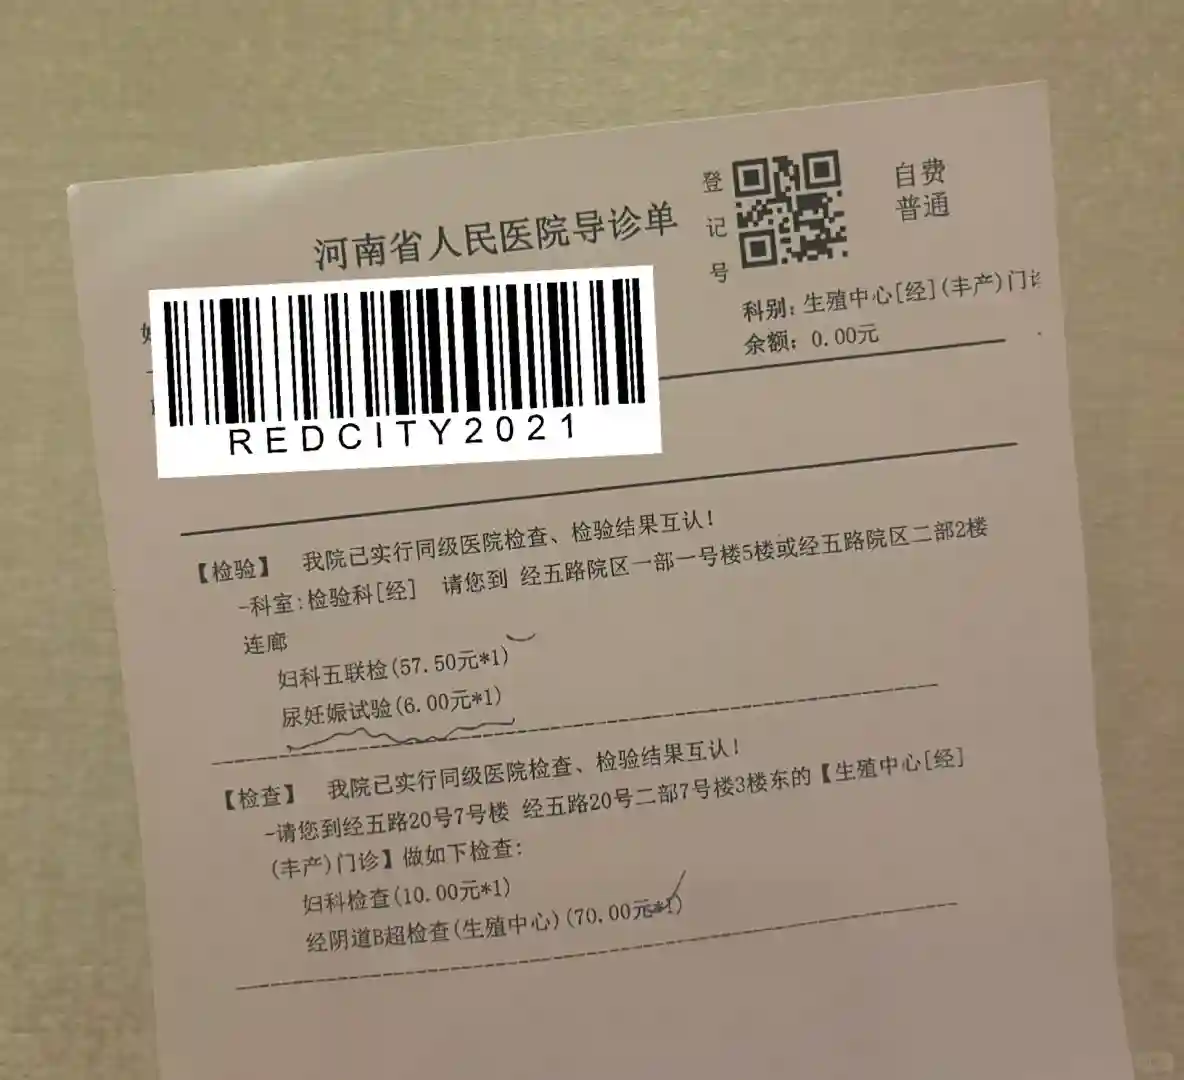 河南省人民医院导诊单
登记号
自费
普通
科别: 生殖中心[经](丰产)门诊
余额: 0.00元
REDCITY2021
【检验】 我院已实行同级医院检查、检验结果互认!
-科室:检验科[经] 请您到 经五路院区一部一号楼5楼或经五路院区二部2楼
连廊
妇科五联检(57.50元*1)
尿妊娠试验(6.00元*1)
【检查】 我院已实行同级医院检查、检验结果互认!
-请您到经五路20号7号楼 经五路20号二部7号楼3楼东的【生殖中心[经]
(丰产)门诊】做如下检查:
妇科检查(10.00元*1)
经阴道B超检查(生殖中心)(70.00元*1)